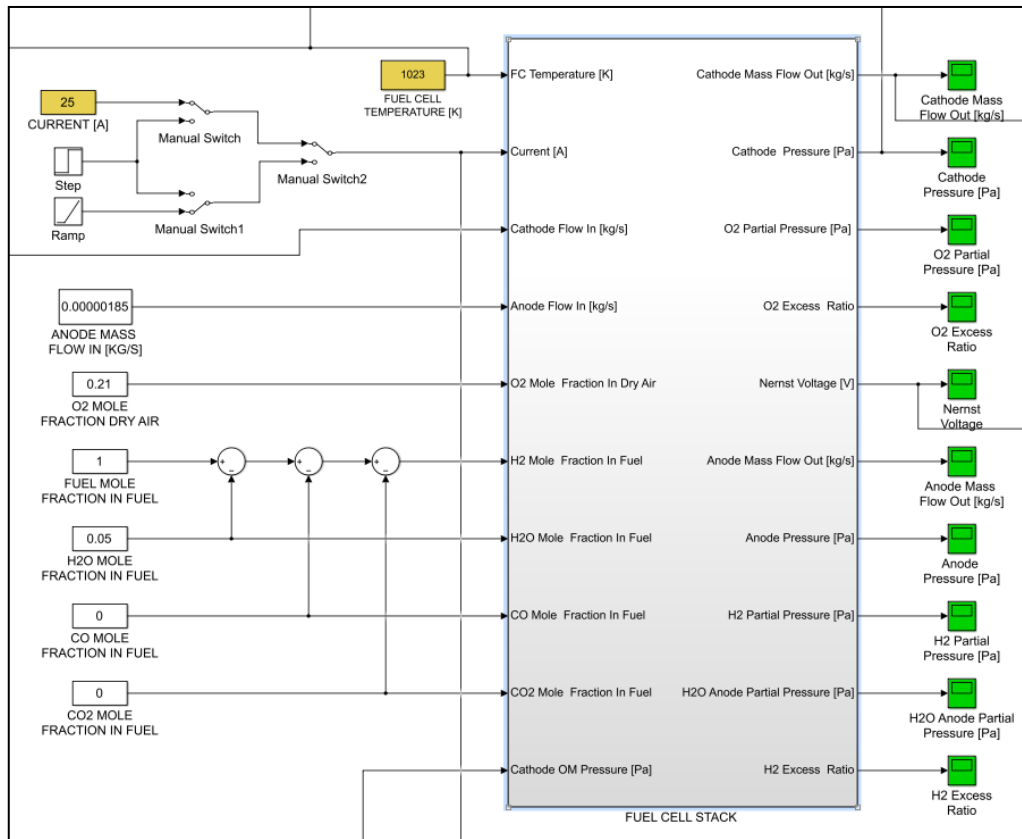 1023
FUEL CELL
TEMPERATURE [K]
25
CURRENT [A]
Manual Switch
Step
Manual Switch2
Ramp
Manual Switch1
0.00000185
ANODE MASS
FLOW IN [KG/S]
0.21
O2 MOLE
FRACTION DRY AIR
1
FUEL MOLE
FRACTION IN FUEL
0.05
H2O MOLE
FRACTION IN FUEL
0
CO MOLE
FRACTION IN FUEL
0
CO2 MOLE
FRACTION IN FUEL
+
−
+
−
+
−
FC Temperature [K]
Current [A]
Cathode Flow In [kg/s]
Anode Flow In [kg/s]
O2 Mole Fraction In Dry Air
H2 Mole Fraction In Fuel
H2O Mole Fraction In Fuel
CO Mole Fraction In Fuel
CO2 Mole Fraction In Fuel
Cathode OM Pressure [Pa]
Cathode Mass Flow Out [kg/s]
Cathode Pressure [Pa]
O2 Partial Pressure [Pa]
O2 Excess Ratio
Nernst Voltage [V]
Anode Mass Flow Out [kg/s]
Anode Pressure [Pa]
H2 Partial Pressure [Pa]
H2O Anode Partial Pressure [Pa]
H2 Excess Ratio
FUEL CELL STACK
Cathode Mass
Flow Out [kg/s]
Cathode
Pressure [Pa]
O2 Partial
Pressure [Pa]
O2 Excess
Ratio
Nernst
Voltage
Anode Mass
Flow Out [kg/s]
Anode
Pressure [Pa]
H2 Partial
Pressure [Pa]
H2O Anode Partial
Pressure [Pa]
H2 Excess
Ratio